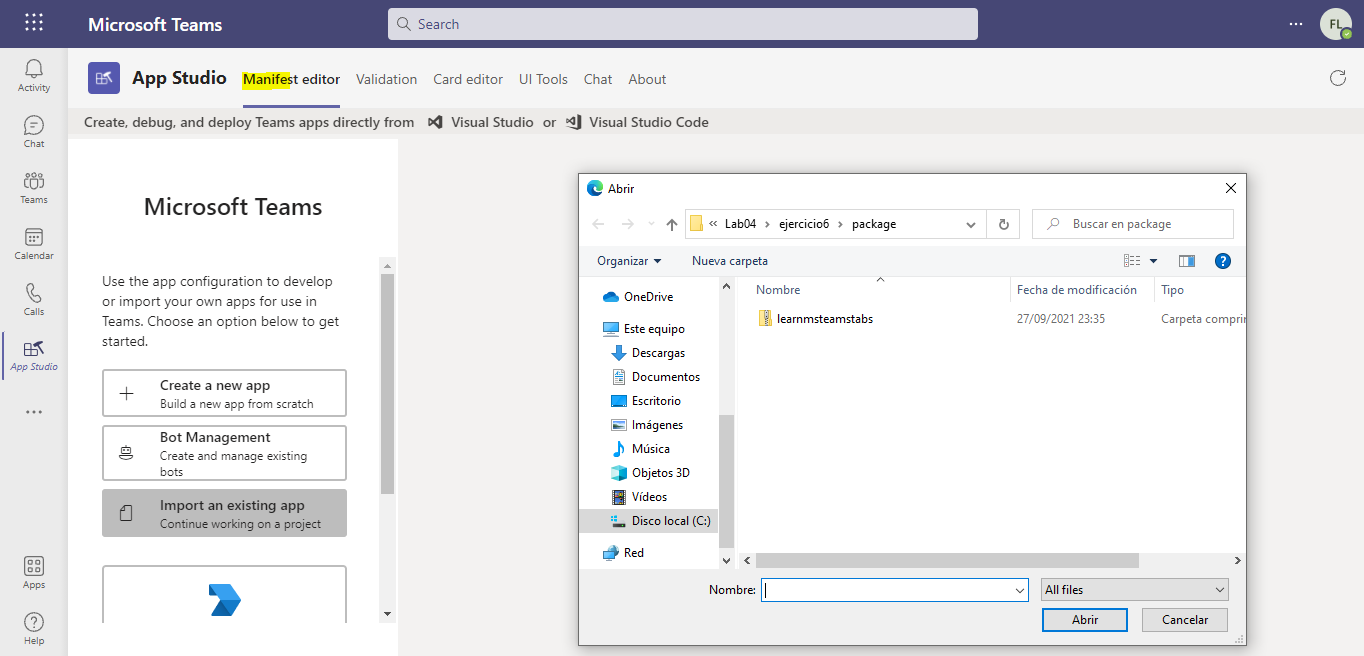 Microsoft Teams
Search
FL
Activity
Chat
Teams
Calendar
Calls
App Studio
Apps
Help
App Studio
Manifest editor
Validation
Card editor
UI Tools
Chat
About
Create, debug, and deploy Teams apps directly from Visual Studio or Visual Studio Code
Microsoft Teams
Use the app configuration to develop
or import your own apps for use in
Teams. Choose an option below to get
started.
Create a new app
Build a new app from scratch
Bot Management
Create and manage existing
bots
Import an existing app
Continue working on a project
Abrir
« Lab04 › ejercicio6 › package
Buscar en package
Organizar
Nueva carpeta
OneDrive
Este equipo
Descargas
Documentos
Escritorio
Imágenes
Música
Objetos 3D
Vídeos
Disco local (C:)
Red
Nombre
Fecha de modificación
Tipo
learnmsteamstabs
27/09/2021 23:35
Carpeta comprir
Nombre:
All files
Abrir
Cancelar